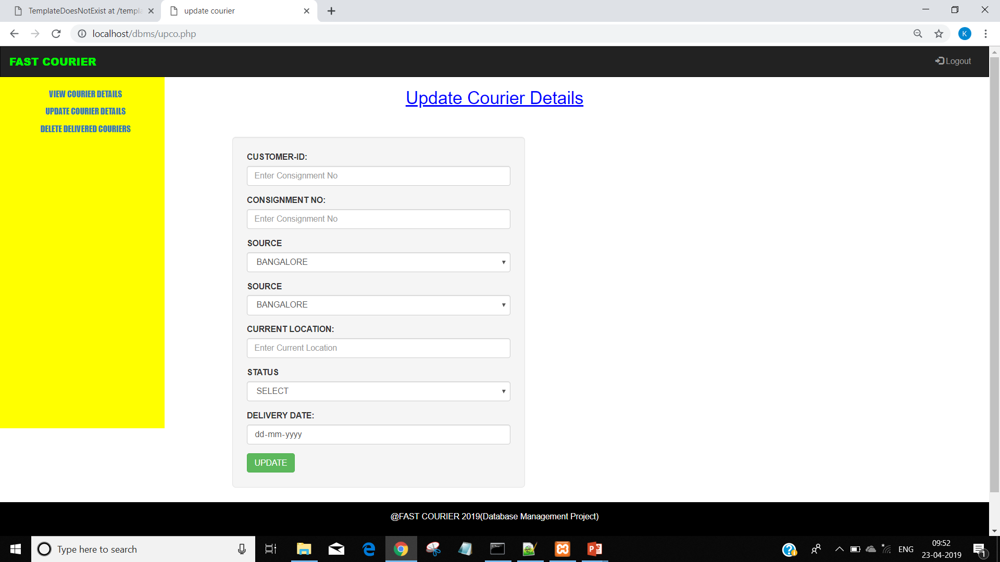 TemplateDoesNotExist at /templa
update courier
localhost/dbms/upco.php
K
FAST COURIER
Logout
VIEW COURIER DETAILS
UPDATE COURIER DETAILS
DELETE DELIVERED COURIERS
Update Courier Details
CUSTOMER-ID:
Enter Consignment No
CONSIGNMENT NO:
Enter Consignment No
SOURCE
BANGALORE
SOURCE
BANGALORE
CURRENT LOCATION:
Enter Current Location
STATUS
SELECT
DELIVERY DATE:
dd-mm-yyyy
UPDATE
@FAST COURIER 2019(Database Management Project)
Type here to search
ENG
09:52
23-04-2019
1